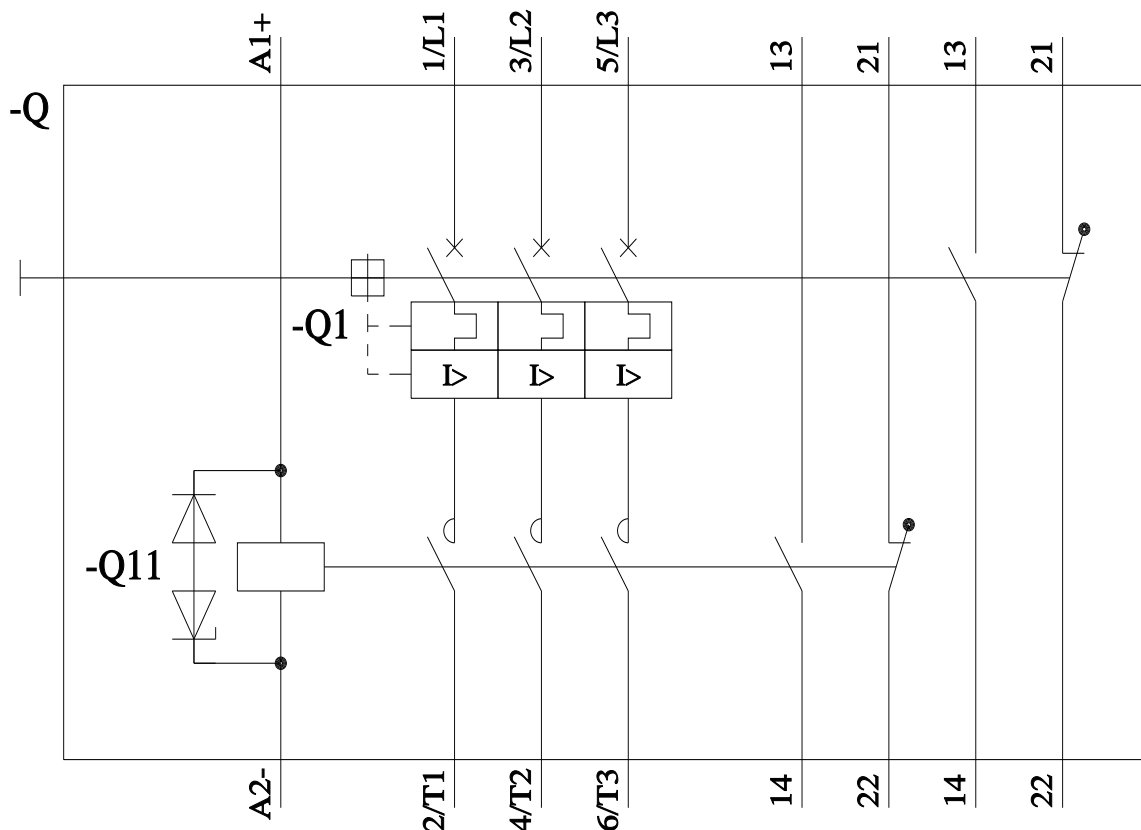 A1+
1/L1
3/L2
5/L3
13
21
13
21
-Q
-Q1
I>
I>
I>
-Q11
A2-
2/T1
4/T2
6/T3
14
22
14
22